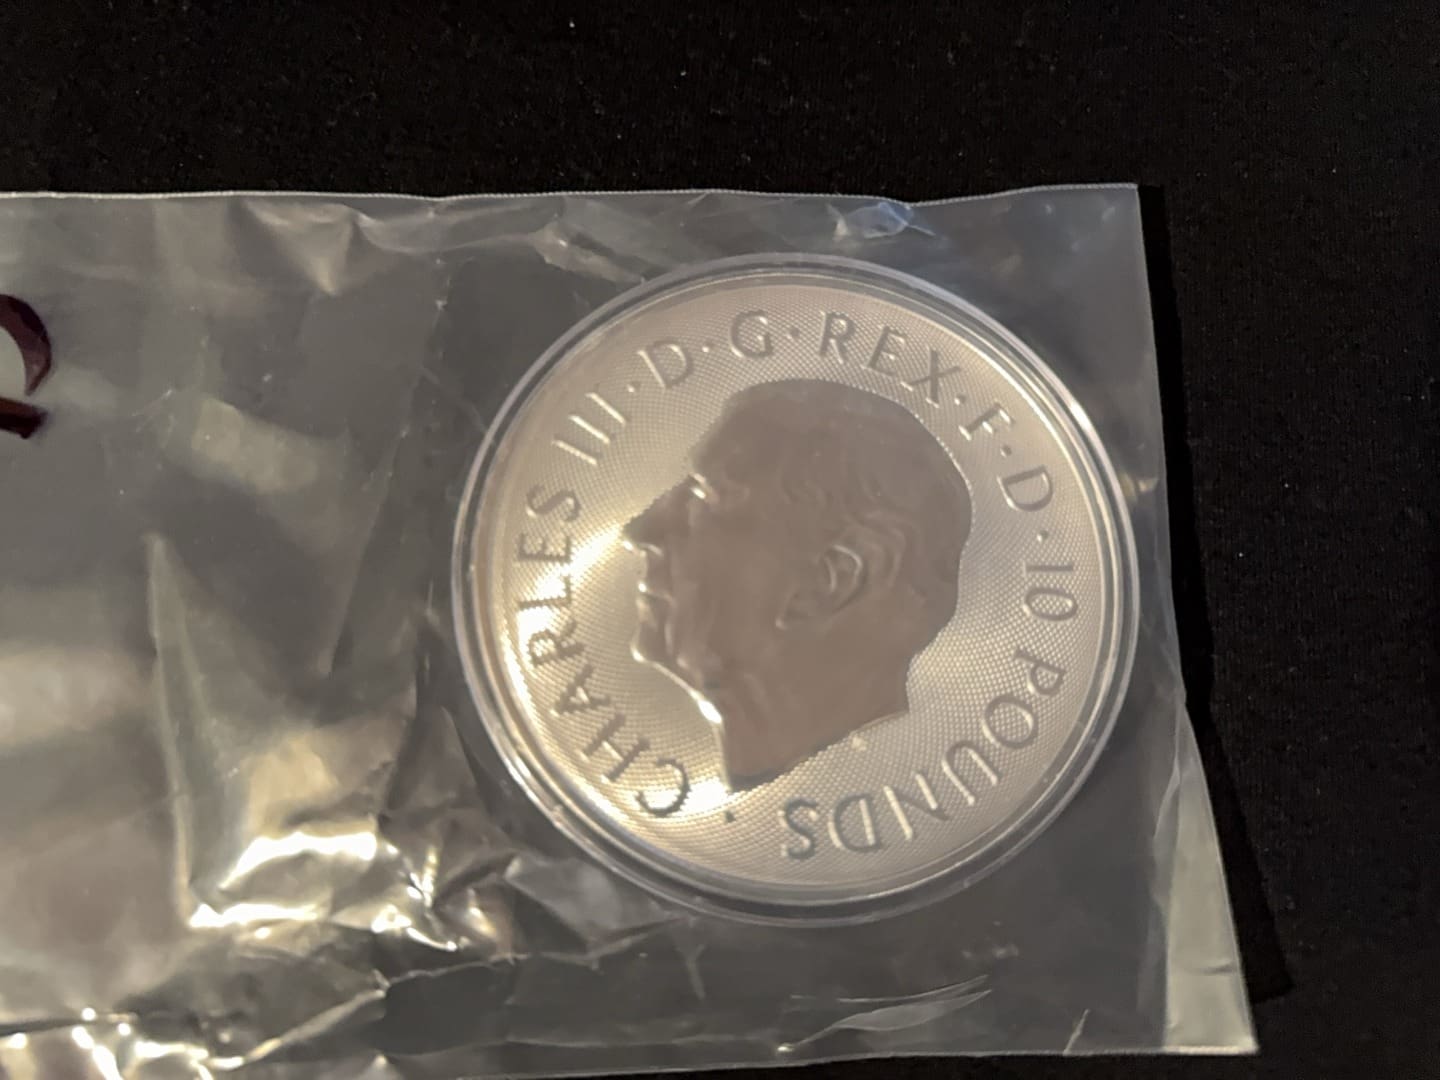 · CHARLES III · D · G · REX · F · D · 10 POUNDS